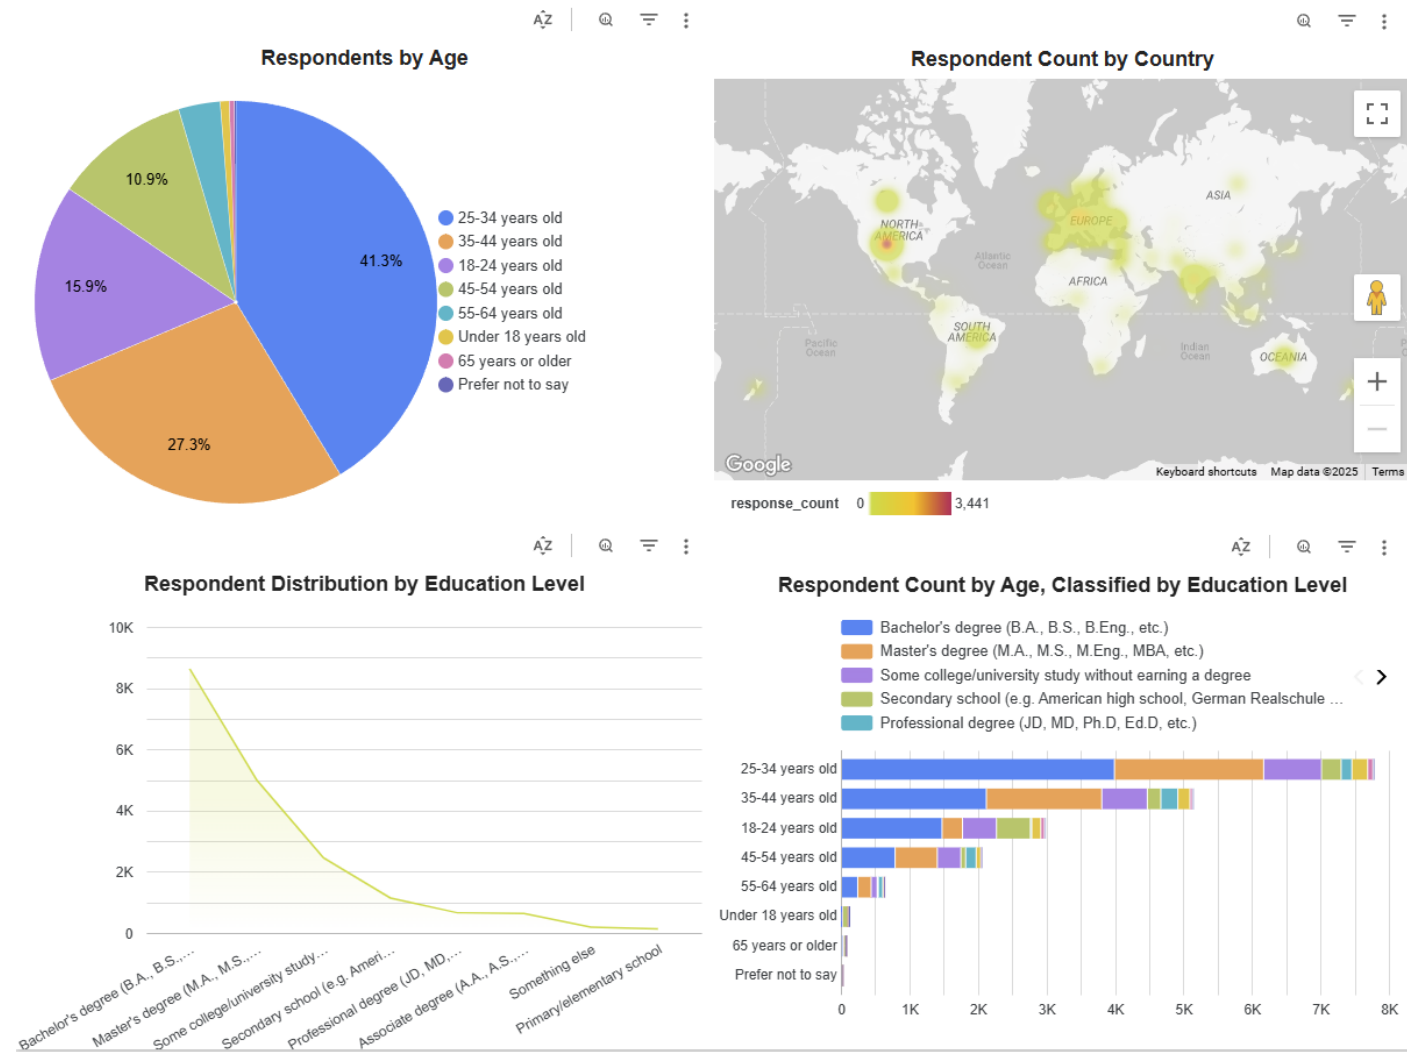 Respondents by Age
41.3%
27.3%
15.9%
10.9%
25-34 years old
35-44 years old
18-24 years old
45-54 years old
55-64 years old
Under 18 years old
65 years or older
Prefer not to say
Respondent Count by Country
NORTH
AMERICA
EUROPE
ASIA
Atlantic
Ocean
AFRICA
SOUTH
AMERICA
Pacific
Ocean
Indian
Ocean
OCEANIA
Google
Keyboard shortcuts
Map data ©2025
Terms
response_count 0 3,441
Respondent Distribution by Education Level
10K
8K
6K
4K
2K
0
Bachelor's degree (B.A., B.S.,...
Master's degree (M.A., M.S.,...
Some college/university study...
Secondary school (e.g. Ameri...
Professional degree (JD, MD,...
Associate degree (A.A., A.S.,...
Something else
Primary/elementary school
Respondent Count by Age, Classified by Education Level
Bachelor's degree (B.A., B.S., B.Eng., etc.)
Master's degree (M.A., M.S., M.Eng., MBA, etc.)
Some college/university study without earning a degree
Secondary school (e.g. American high school, German Realschule ...
Professional degree (JD, MD, Ph.D, Ed.D, etc.)
25-34 years old
35-44 years old
18-24 years old
45-54 years old
55-64 years old
Under 18 years old
65 years or older
Prefer not to say
0 1K 2K 3K 4K 5K 6K 7K 8K